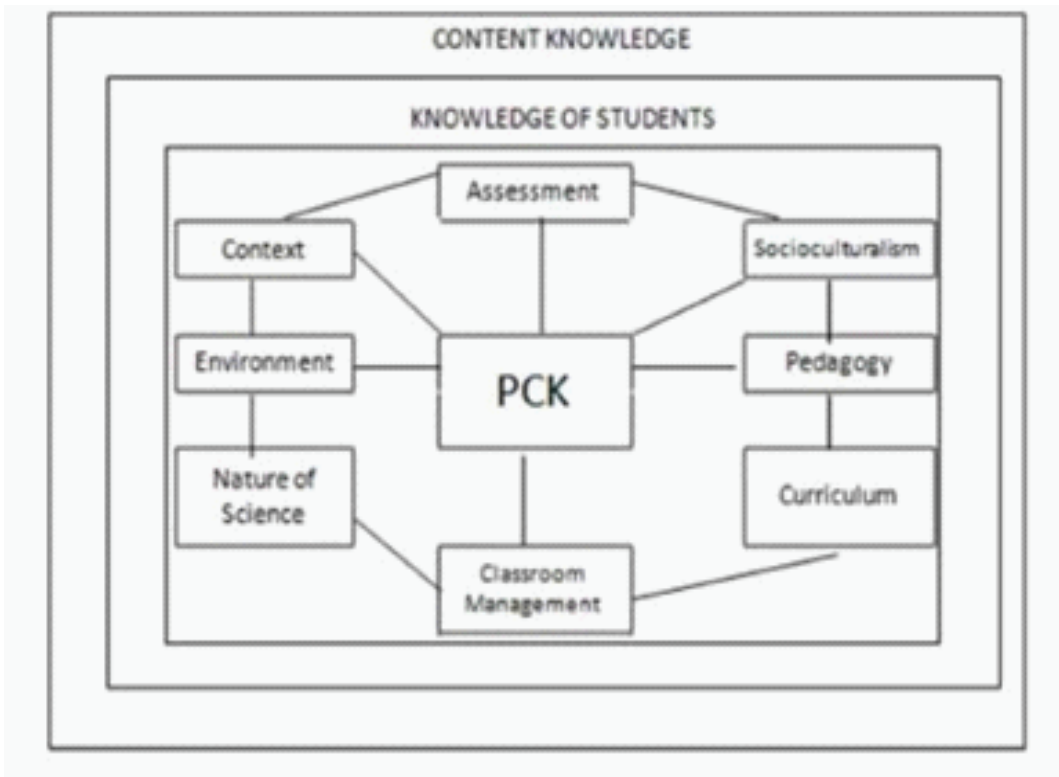 CONTENT KNOWLEDGE
KNOWLEDGE OF STUDENTS
Assessment
Context
Socioculturalism
Environment
PCK
Pedagogy
Nature of
Science
Curriculum
Classroom
Management